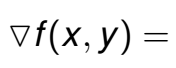 ∇f(x, y) =